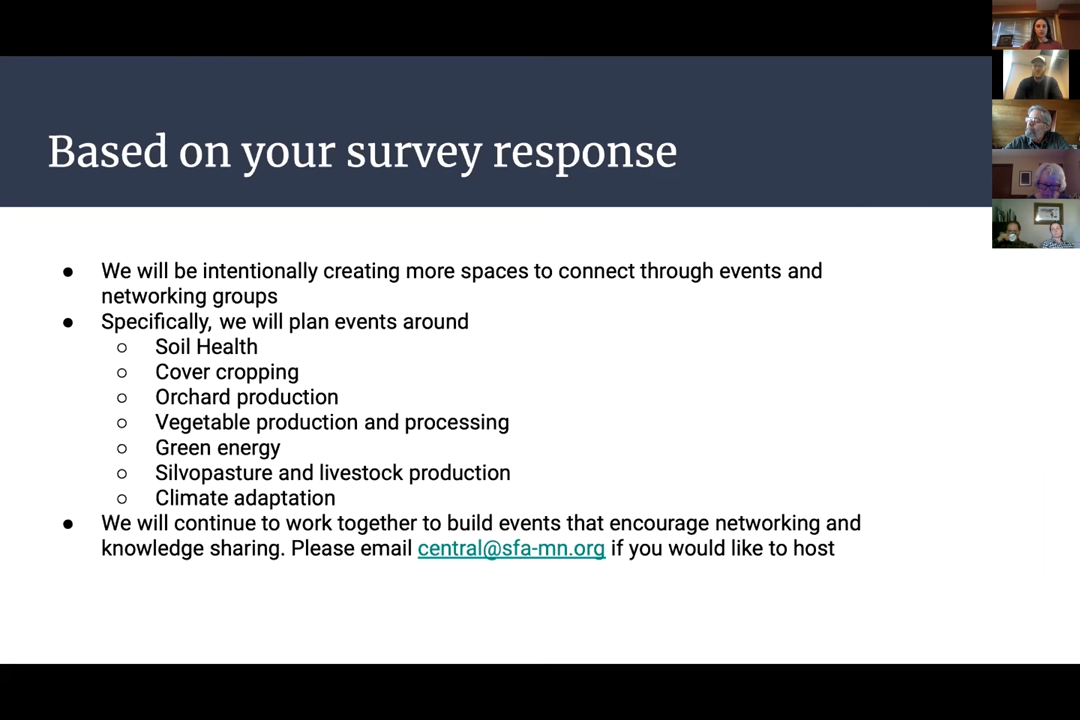 Based on your survey response
● We will be intentionally creating more spaces to connect through events and
networking groups
● Specifically, we will plan events around
○ Soil Health
○ Cover cropping
○ Orchard production
○ Vegetable production and processing
○ Green energy
○ Silvopasture and livestock production
○ Climate adaptation
● We will continue to work together to build events that encourage networking and
knowledge sharing. Please email central@sfa-mn.org if you would like to host